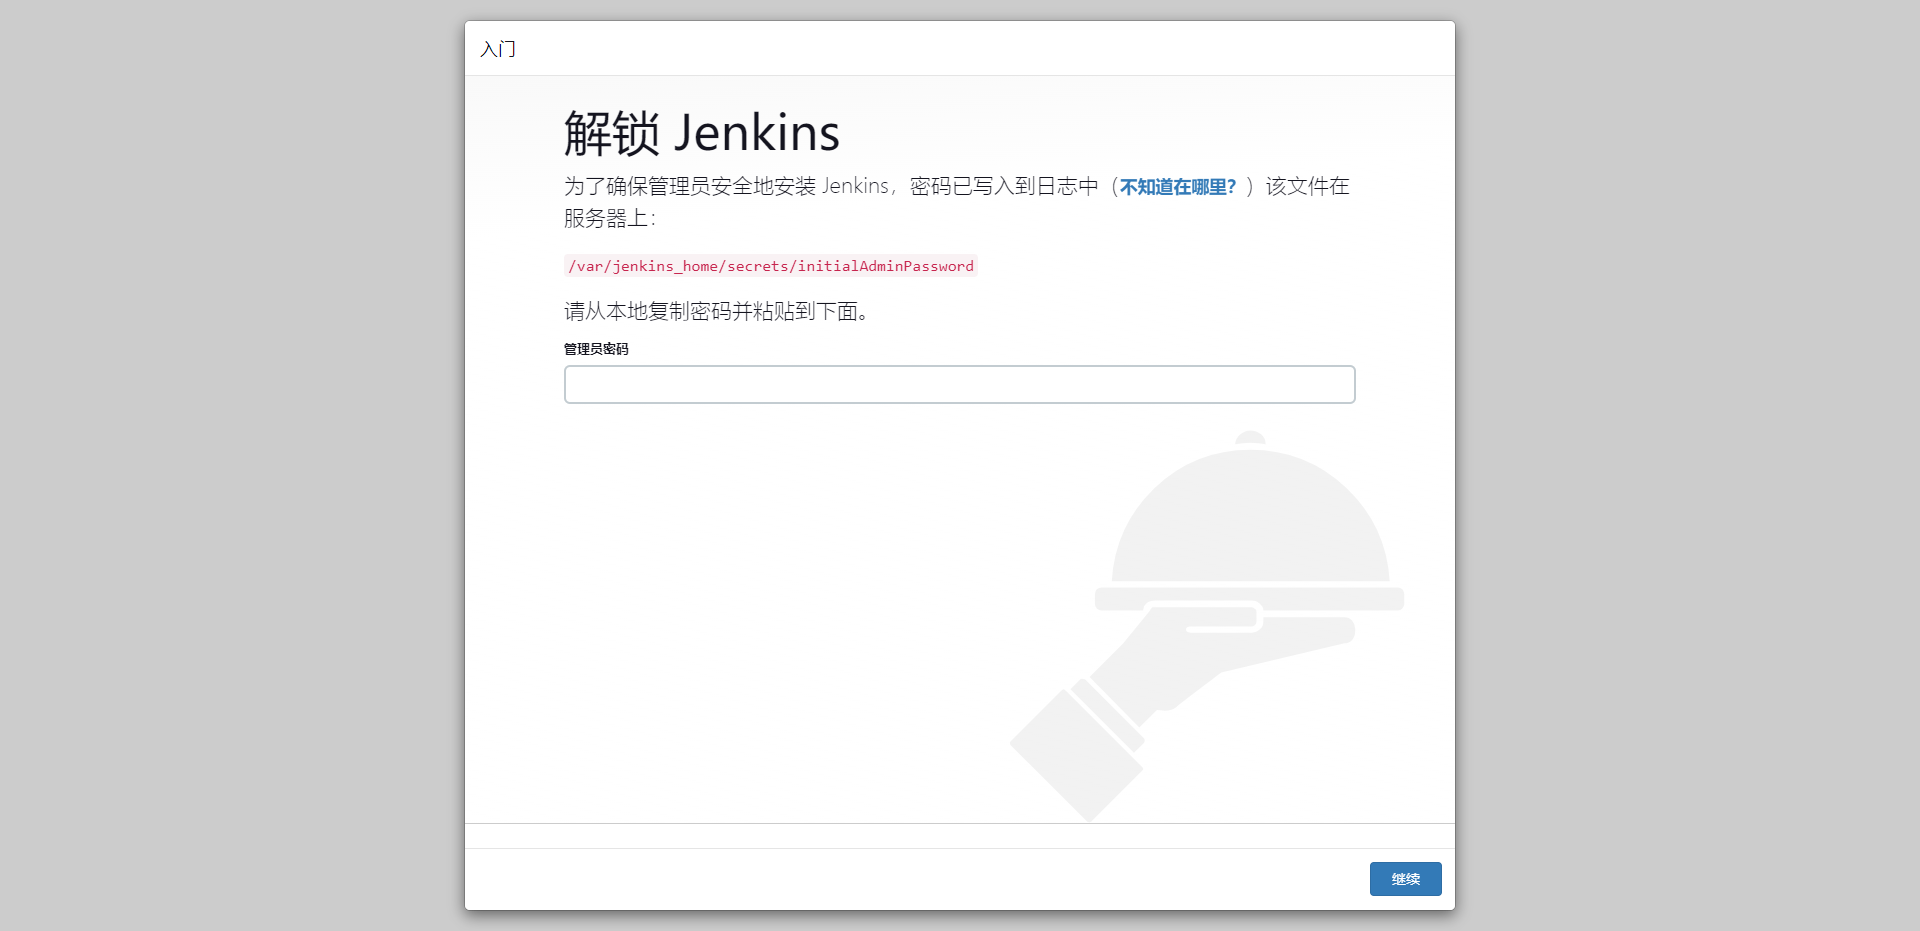 入门
解锁 Jenkins
为了确保管理员安全地安装 Jenkins，密码已写入到日志中（不知道在哪里？）该文件在
服务器上：
/var/jenkins_home/secrets/initialAdminPassword
请从本地复制密码并粘贴到下面。
管理员密码
继续